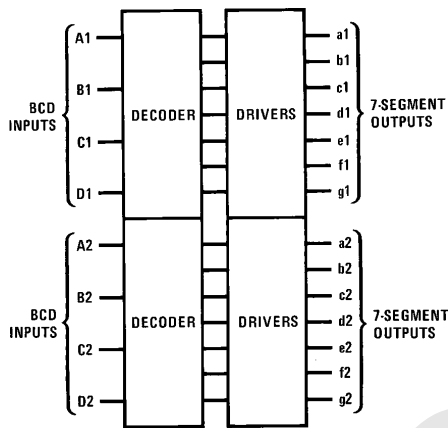 A1
a1
b1
B1
c1
BCD
INPUTS
DECODER
DRIVERS
d1
7-SEGMENT
OUTPUTS
C1
e1
f1
D1
g1
A2
a2
b2
B2
c2
BCD
INPUTS
DECODER
DRIVERS
d2
7-SEGMENT
OUTPUTS
C2
e2
f2
D2
g2